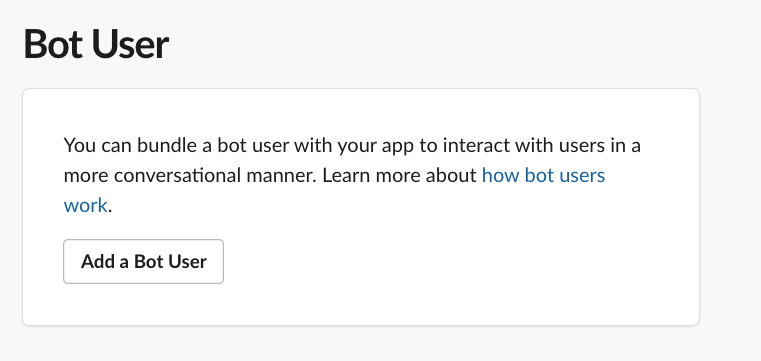 Bot User
You can bundle a bot user with your app to interact with users in a
more conversational manner. Learn more about how bot users
work.
Add a Bot User